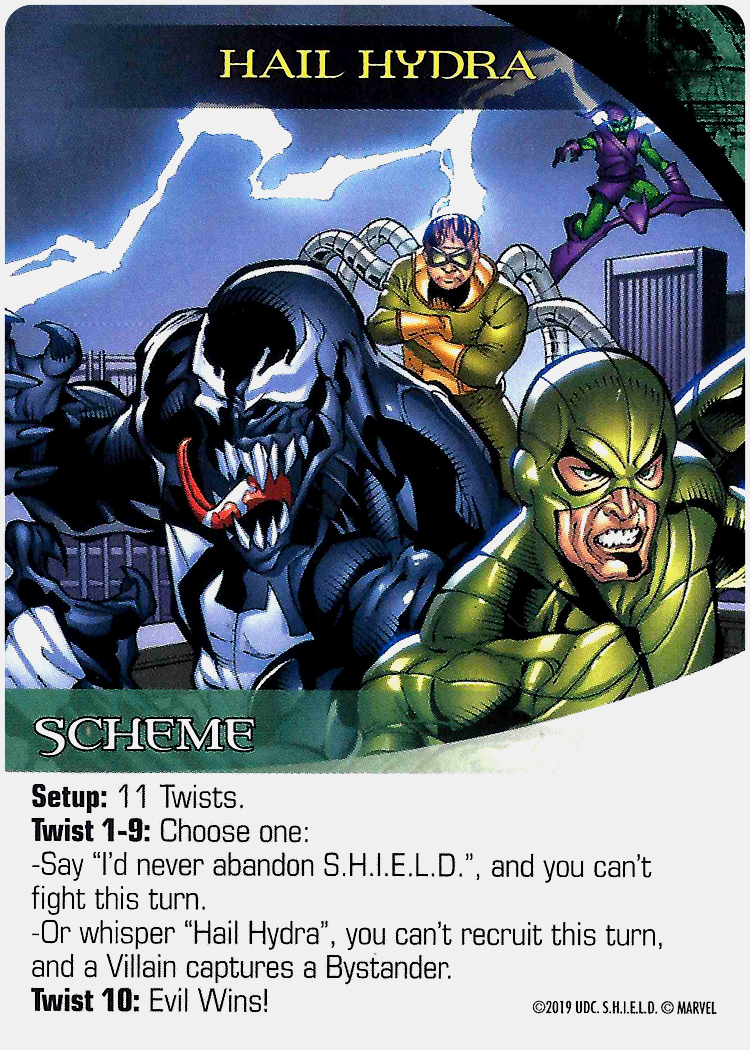 HAIL HYDRA
SCHEME
Setup: 11 Twists.
Twist 1-9: Choose one:
-Say “I’d never abandon S.H.I.E.L.D.”, and you can’t
fight this turn.
-Or whisper “Hail Hydra”, you can’t recruit this turn,
and a Villain captures a Bystander.
Twist 10: Evil Wins!
©2019 UDC. S.H.I.E.L.D. © MARVEL